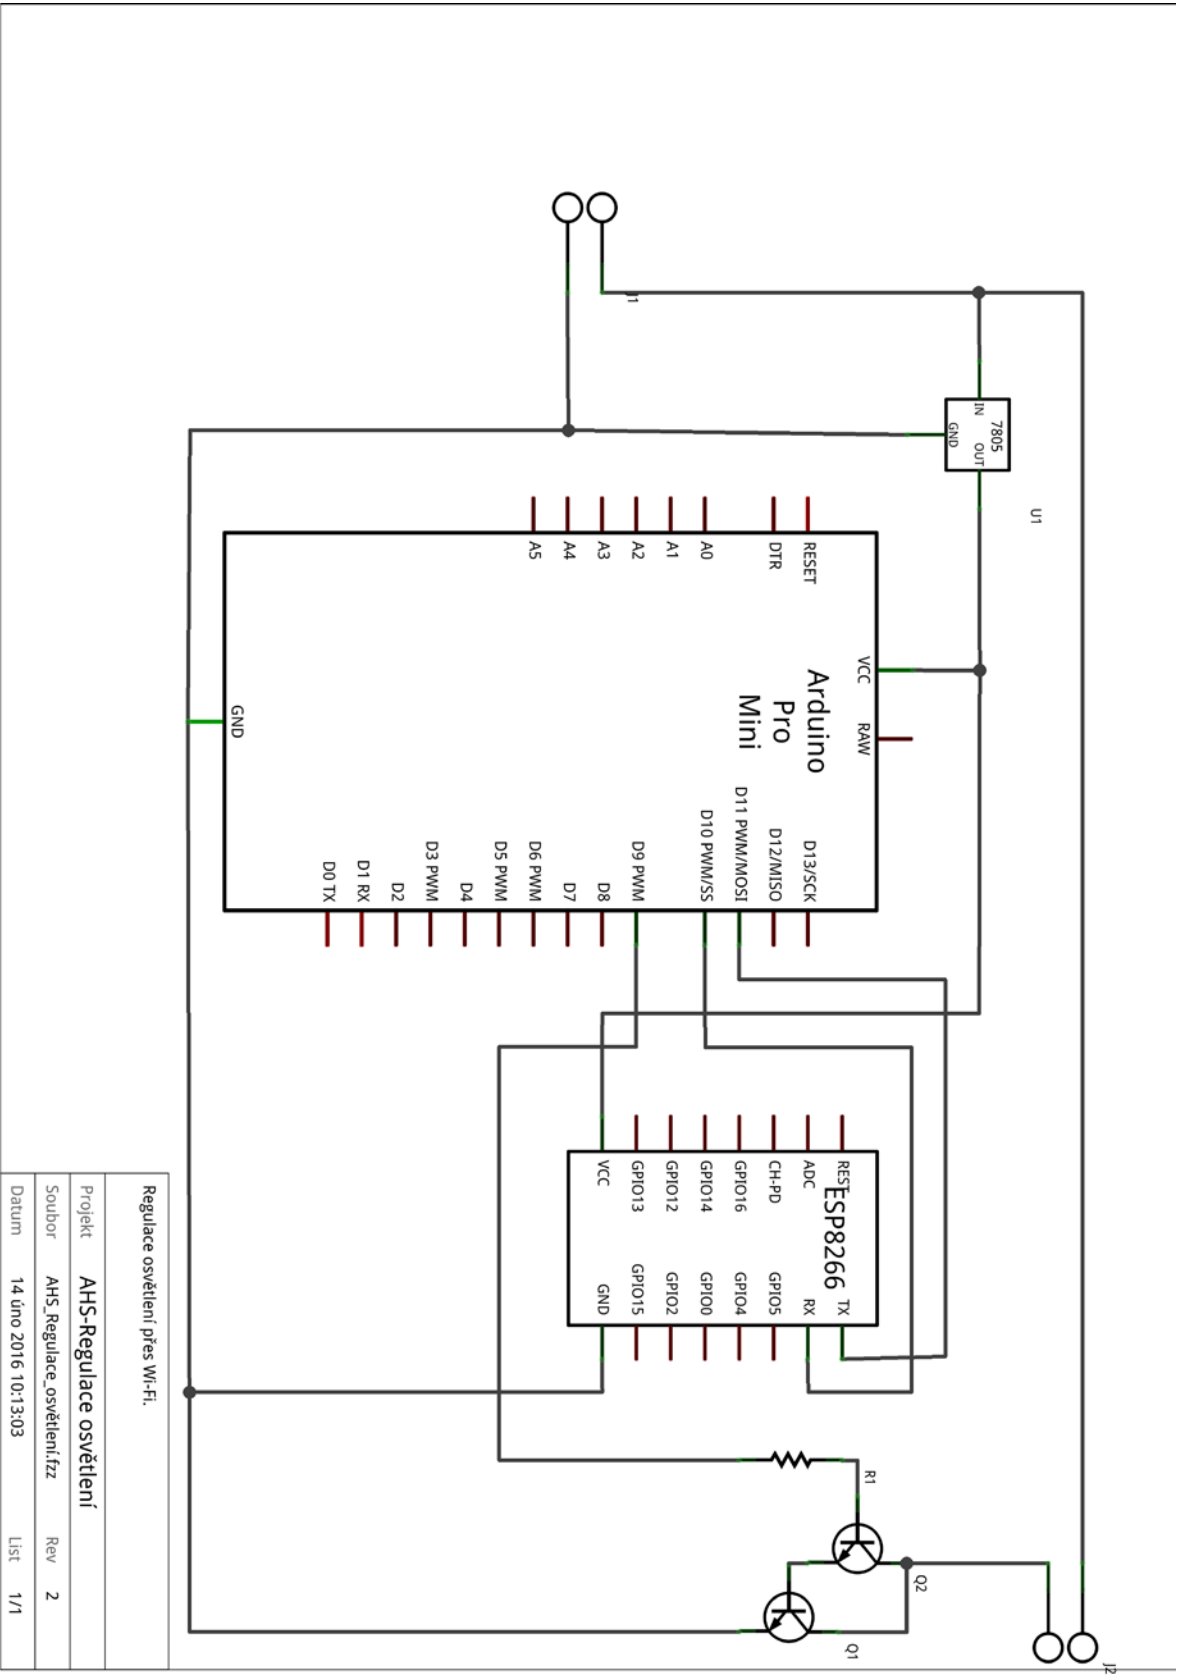 J1
7805
IN
GND
OUT
U1
RESET
DTR
A0
A1
A2
A3
A4
A5
VCC
RAW
Arduino
Pro
Mini
GND
D13/SCK
D12/MISO
D11 PWM/MOSI
D10 PWM/SS
D9 PWM
D8
D7
D6 PWM
D5 PWM
D4
D3 PWM
D2
D1 RX
D0 TX
ESP8266
REST
ADC
CH-PD
GPIO16
GPIO14
GPIO12
GPIO13
VCC
TX
RX
GPIO5
GPIO4
GPIO0
GPIO2
GPIO15
GND
R1
Q2
Q1
J2
Regulace osvětlení přes Wi-Fi.
Projekt AHS-Regulace osvětlení
Soubor AHS_Regulace_osvětlení.fzz Rev 2
Datum 14 úno 2016 10:13:03 List 1/1